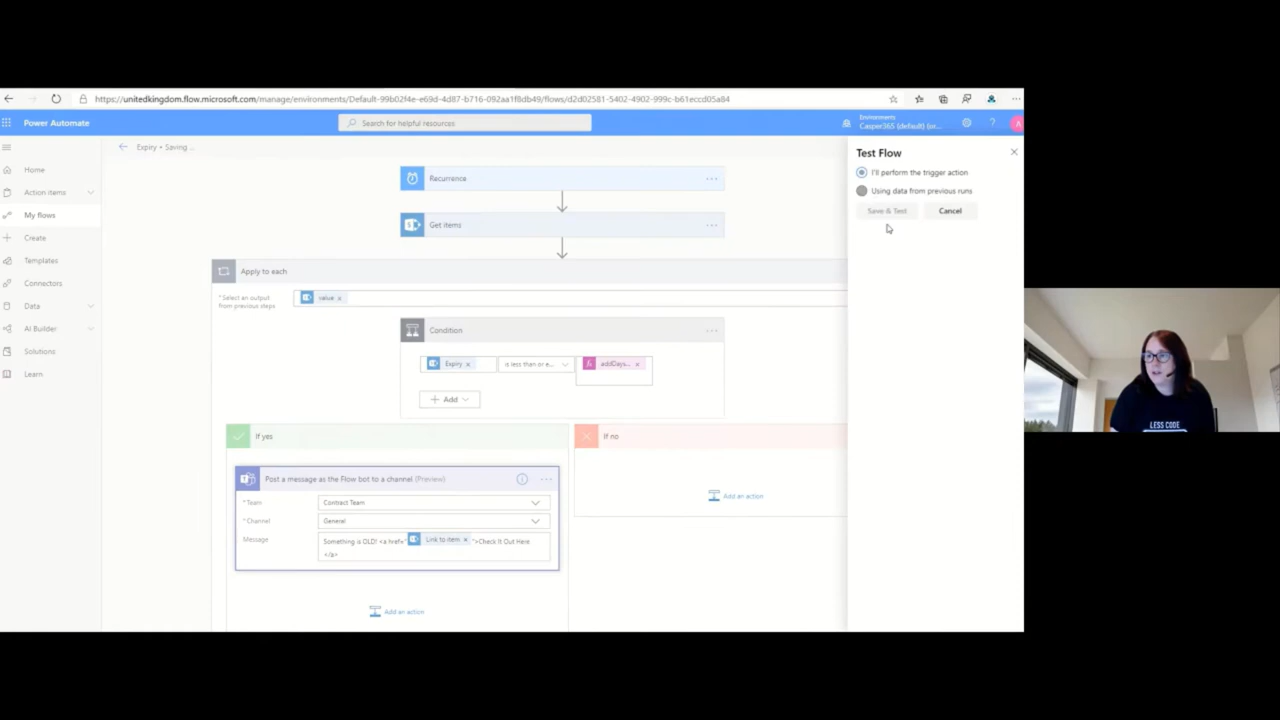 https://unitedkingdom.flow.microsoft.com/manage/environments/Default-99b02f4e-e69d-4d87-b716-092aa1f8db49/flows/d2d02581-5402-4902-999c-b61eccd05a84
Power Automate
Search for helpful resources
Environments
Casper365 (default) (or...
?
Expiry • Saving ...
Home
Action items
My flows
Create
Templates
Connectors
Data
AI Builder
Solutions
Learn
Recurrence
Get items
Apply to each
* Select an output
from previous steps
value x
Condition
Expiry x
is less than or e...
addDays... x
Add
If yes
If no
Post a message as the Flow bot to a channel (Preview)
* Team
Contract Team
* Channel
General
Message
Something is OLD! <a href=" Link to item x ">Check It Out Here
</a>
Add an action
Add an action
Test Flow
I'll perform the trigger action
Using data from previous runs
Save & Test
Cancel
LESS CODE